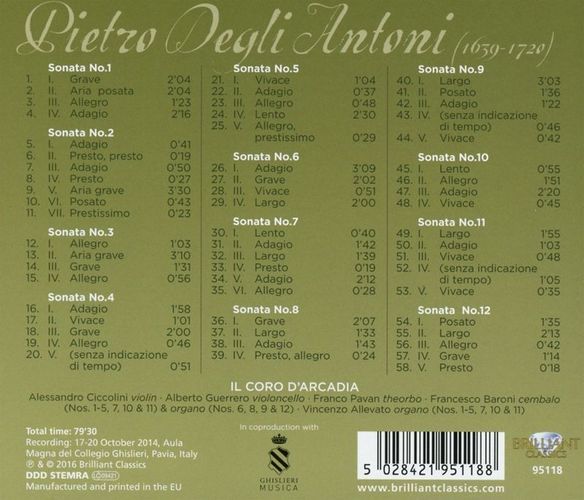 Pietro Degli Antoni (1639-1720)
Sonata No.1
1. I. Grave 2'04
2. II. Aria posata 2'04
3. III. Allegro 1'23
4. IV. Adagio 2'16
Sonata No.2
5. I. Adagio 0'41
6. II. Presto, presto 0'19
7. III. Adagio 0'50
8. IV. Presto 0'27
9. V. Aria grave 3'30
10. VI. Posato 0'43
11. VII. Prestissimo 0'23
Sonata No.3
12. I. Allegro 1'03
13. II. Aria grave 3'10
14. III. Grave 1'31
15. IV. Allegro 0'56
Sonata No.4
16. I. Adagio 1'58
17. II. Vivace 1'01
18. III. Grave 2'00
19. IV. Allegro 0'46
20. V. (senza indicazione
di tempo) 0'51
Sonata No.5
21. I. Vivace 1'04
22. II. Adagio 0'37
23. III. Allegro 0'48
24. IV. Lento 2'30
25. V. Allegro,
prestissimo 0'29
Sonata No.6
26. I. Adagio 3'09
27. II. Grave 2'02
28. III. Vivace 0'51
29. IV. Largo 2'00
Sonata No.7
30. I. Lento 0'40
31. II. Adagio 1'42
32. III. Largo 1'39
33. IV. Presto 0'19
34. V. Adagio 2'12
35. VI. Allegro 0'28
Sonata No.8
36. I. Grave 2'07
37. II. Largo 1'33
38. III. Adagio 1'43
39. IV. Presto, allegro 0'24
Sonata No.9
40. I. Largo 3'03
41. II. Posato 1'36
42. III. Adagio 1'22
43. IV. (senza indicazione
di tempo) 0'46
44. V. Vivace 0'42
Sonata No.10
45. I. Lento 0'55
46. II. Allegro 1'51
47. III. Adagio 2'20
48. IV. Vivace 0'45
Sonata No.11
49. I. Largo 1'55
50. II. Adagio 1'03
51. III. Vivace 0'48
52. IV. (senza indicazione
di tempo) 1'05
53. V. Vivace 0'35
Sonata No.12
54. I. Posato 1'35
55. II. Largo 2'13
56. III. Allegro 0'56
57. IV. Grave 1'14
58. V. Presto 0'18
IL CORO D'ARCADIA
Alessandro Ciccolini violin · Alberto Guerrero violoncello · Franco Pavan theorbo · Francesco Baroni cembalo
(Nos. 1-5, 7, 10 & 11) & organo (Nos. 6, 8, 9 & 12) · Vincenzo Allevato organo (Nos. 1-5, 7, 10 & 11)
Total time: 79'30
Recording: 17-20 October 2014, Aula
Magna del Collegio Ghislieri, Pavia, Italy
℗ & © 2016 Brilliant Classics
DDD STEMRA LC09421
Manufactured and printed in the EU
In coproduction with
GHISLIERI
MUSICA
5 028421 951188
www.brilliantclassics.com
BRILLIANT
CLASSICS
95118